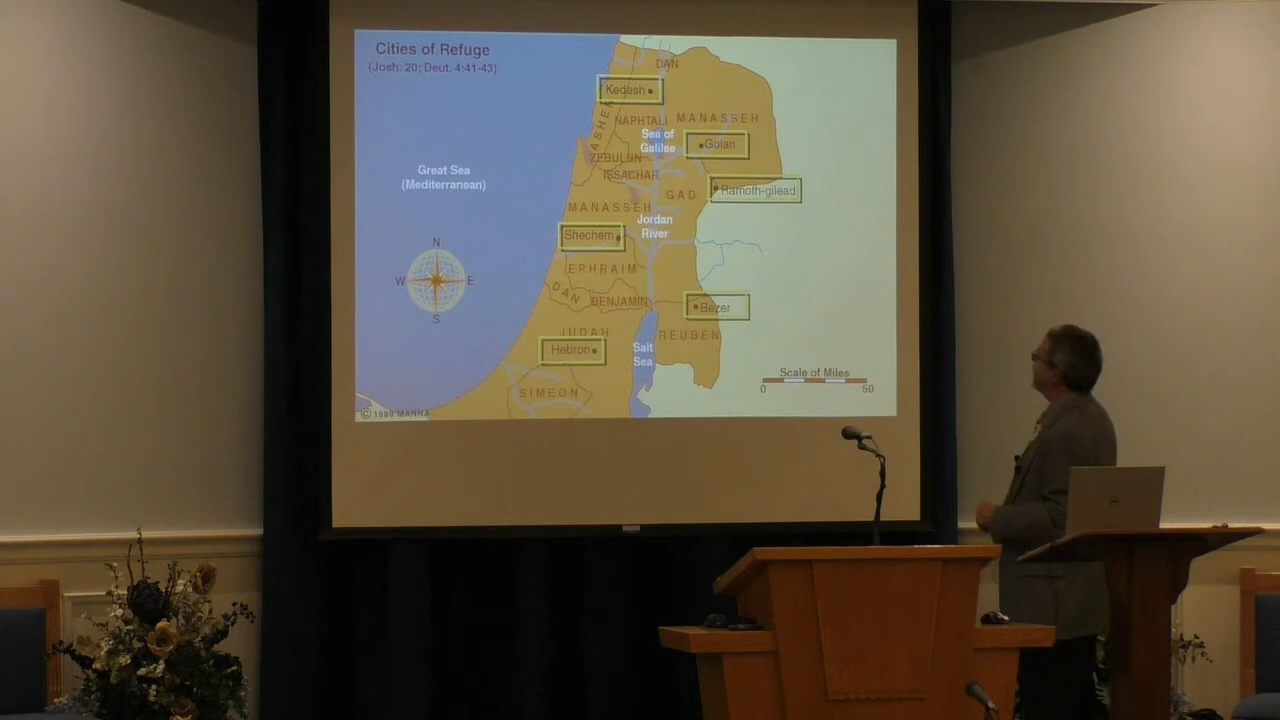 Cities of Refuge
(Josh. 20; Deut. 4:41-43)
DAN
Kedesh
ASHER
NAPHTALI
MANASSEH
Sea of
Galilee
Golan
ZEBULUN
ISSACHAR
Great Sea
(Mediterranean)
GAD
Ramoth-gilead
MANASSEH
Jordan
River
Shechem
N
W
E
S
EPHRAIM
DAN
BENJAMIN
Bezer
JUDAH
REUBEN
Hebron
Salt
Sea
Scale of Miles
0 50
SIMEON
© 1999 MANNA